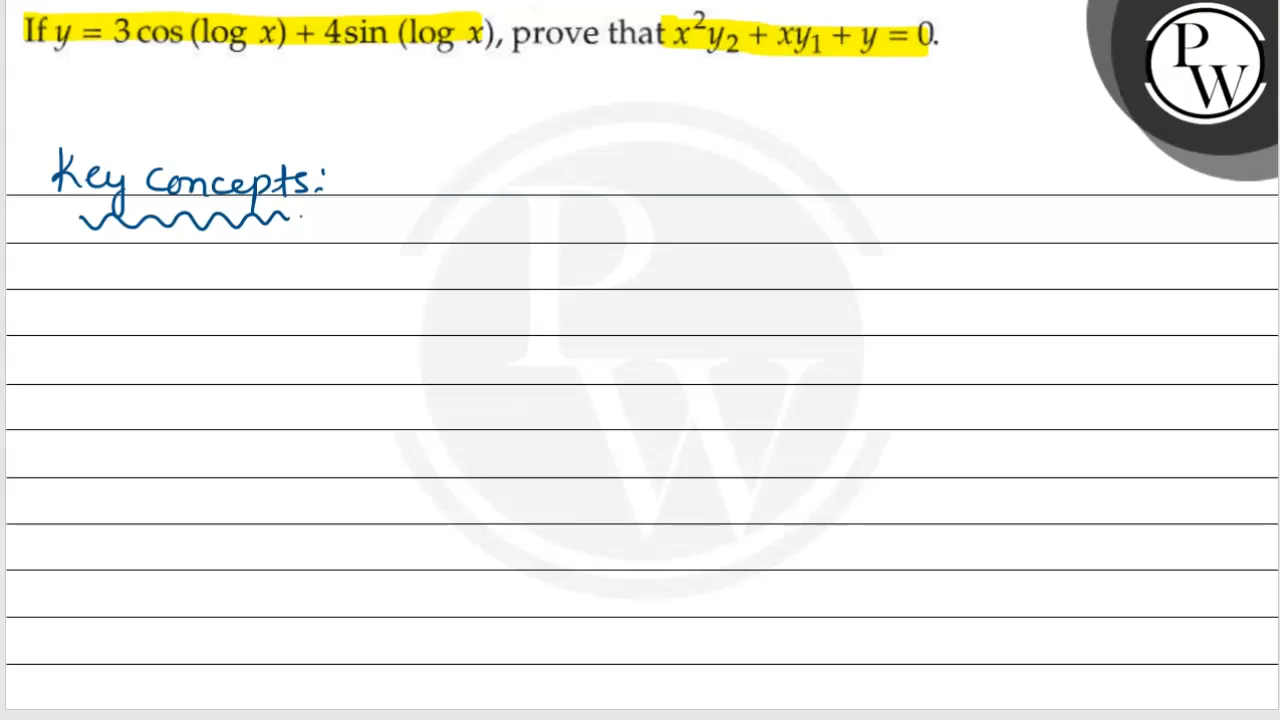 If y = 3 cos (log x) + 4 sin (log x), prove that x²y₂ + xy₁ + y = 0.
P
W
Key Concepts:
P
W